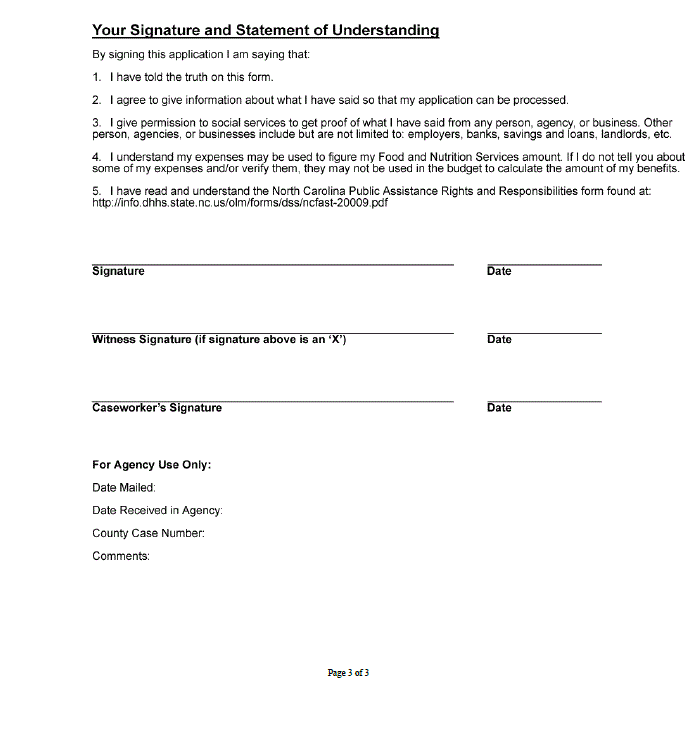 Your Signature and Statement of Understanding
By signing this application I am saying that:
1. I have told the truth on this form.
2. I agree to give information about what I have said so that my application can be processed.
3. I give permission to social services to get proof of what I have said from any person, agency, or business. Other
person, agencies, or businesses include but are not limited to: employers, banks, savings and loans, landlords, etc.
4. I understand my expenses may be used to figure my Food and Nutrition Services amount. If I do not tell you about
some of my expenses and/or verify them, they may not be used in the budget to calculate the amount of my benefits.
5. I have read and understand the North Carolina Public Assistance Rights and Responsibilities form found at:
http://info.dhhs.state.nc.us/olm/forms/dss/ncfast-20009.pdf
Signature Date
Witness Signature (if signature above is an ‘X’) Date
Caseworker’s Signature Date
For Agency Use Only:
Date Mailed:
Date Received in Agency:
County Case Number:
Comments:
Page 3 of 3